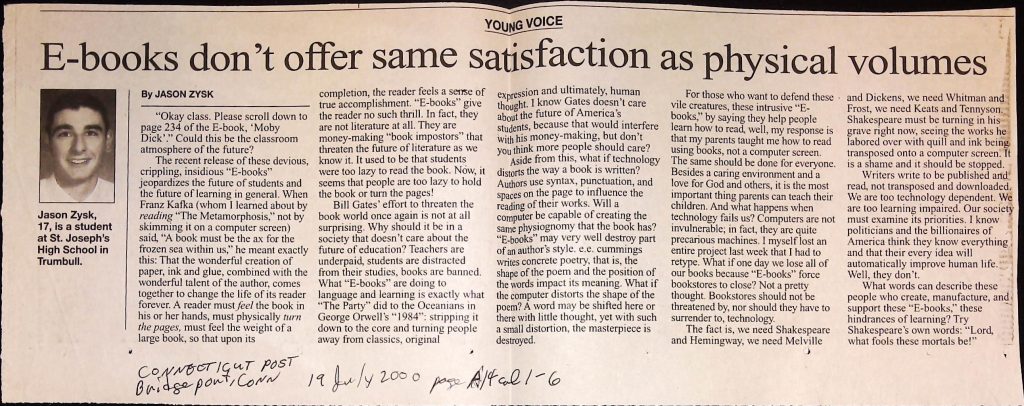 YOUNG VOICE
E-books don't offer same satisfaction as physical volumes
Jason Zysk,
17, is a student
at St. Joseph's
High School in
Trumbull.
By JASON ZYSK
"Okay class. Please scroll down to
page 234 of the E-book, 'Moby
Dick'." Could this be the classroom
atmosphere of the future?
The recent release of these devious,
crippling, insidious "E-books"
jeopardizes the future of students and
the future of learning in general. When
Franz Kafka (whom I learned about by
reading "The Metamorphosis," not by
skimming it on a computer screen)
said, "A book must be the ax for the
frozen sea within us," he meant exactly
this: That the wonderful creation of
paper, ink and glue, combined with the
wonderful talent of the author, comes
together to change the life of its reader
forever. A reader must feel the book in
his or her hands, must physically turn
the pages, must feel the weight of a
large book, so that upon its
completion, the reader feels a sense of
true accomplishment. "E-books" give
the reader no such thrill. In fact, they
are not literature at all. They are
money-making "book impostors" that
threaten the future of literature as we
know it. It used to be that students
were too lazy to read the book. Now, it
seems that people are too lazy to hold
the book or turn the pages!
Bill Gates' effort to threaten the
book world once again is not at all
surprising. Why should it be in a
society that doesn't care about the
future of education? Teachers are
underpaid, students are distracted
from their studies, books are banned.
What "E-books" are doing to
language and learning is exactly what
"The Party" did to the Oceanians in
George Orwell's "1984": stripping it
down to the core and turning people
away from classics, original
expression and ultimately, human
thought. I know Gates doesn't care
about the future of America's
students, because that would interfere
with his money-making, but don't
you think more people should care?
Aside from this, what if technology
distorts the way a book is written?
Authors use syntax, punctuation, and
spaces on the page to influence the
reading of their works. Will a
computer be capable of creating the
same physiognomy that the book has?
"E-books" may very well destroy part
of an author's style. e.e. cummings
writes concrete poetry, that is, the
shape of the poem and the position of
the words impact its meaning. What if
the computer distorts the shape of the
poem? A word may be shifted here or
there with little thought, yet with such
a small distortion, the masterpiece is
destroyed.
For those who want to defend these
vile creatures, these intrusive "E-
books," by saying they help people
learn how to read, well, my response is
that my parents taught me how to read
using books, not a computer screen.
The same should be done for everyone.
Besides a caring environment and a
love for God and others, it is the most
important thing parents can teach their
children. And what happens when
technology fails us? Computers are not
invulnerable; in fact, they are quite
precarious machines. I myself lost an
entire project last week that I had to
retype. What if one day we lose all of
our books because "E-books" force
bookstores to close? Not a pretty
thought. Bookstores should not be
threatened by, nor should they have to
surrender to, technology.
The fact is, we need Shakespeare
and Hemingway, we need Melville
and Dickens, we need Whitman and
Frost, we need Keats and Tennyson.
Shakespeare must be turning in his
grave right now, seeing the works he
labored over with quill and ink being
transposed onto a computer screen. It
is a shame and it should be stopped.
Writers write to be published and
read, not transposed and downloaded.
We are too technology dependent. We
are too learning impaired. Our society
must examine its priorities. I know
politicians and the billionaires of
America think they know everything
and that their every idea will
automatically improve human life.
Well, they don't.
What words can describe these
people who create, manufacture, and
support these "E-books," these
hindrances of learning? Try
Shakespeare's own words: "Lord,
what fools these mortals be!"
CONNECTICUT POST
Bridgeport, CONN 19 July 2000 page A14 col 1-6